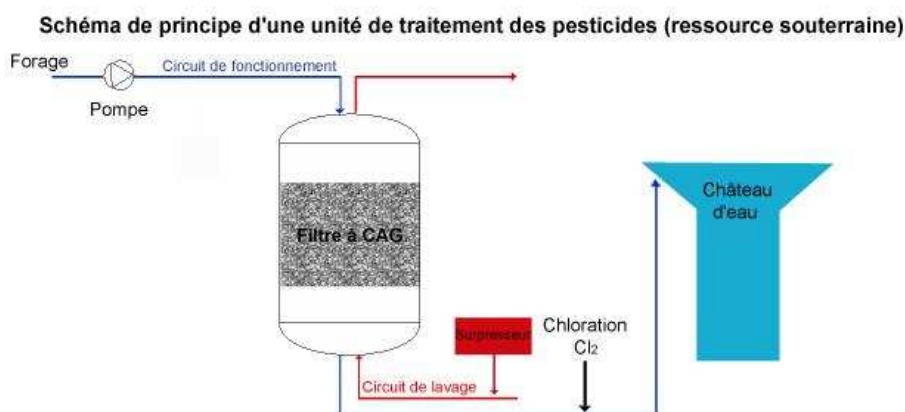 Schéma de principe d'une unité de traitement des pesticides (ressource souterraine)
Forage
Circuit de fonctionnement
Pompe
Château
d'eau
Filtre à CAG
Surpresseur
Chloration
Cl2
Circuit de lavage